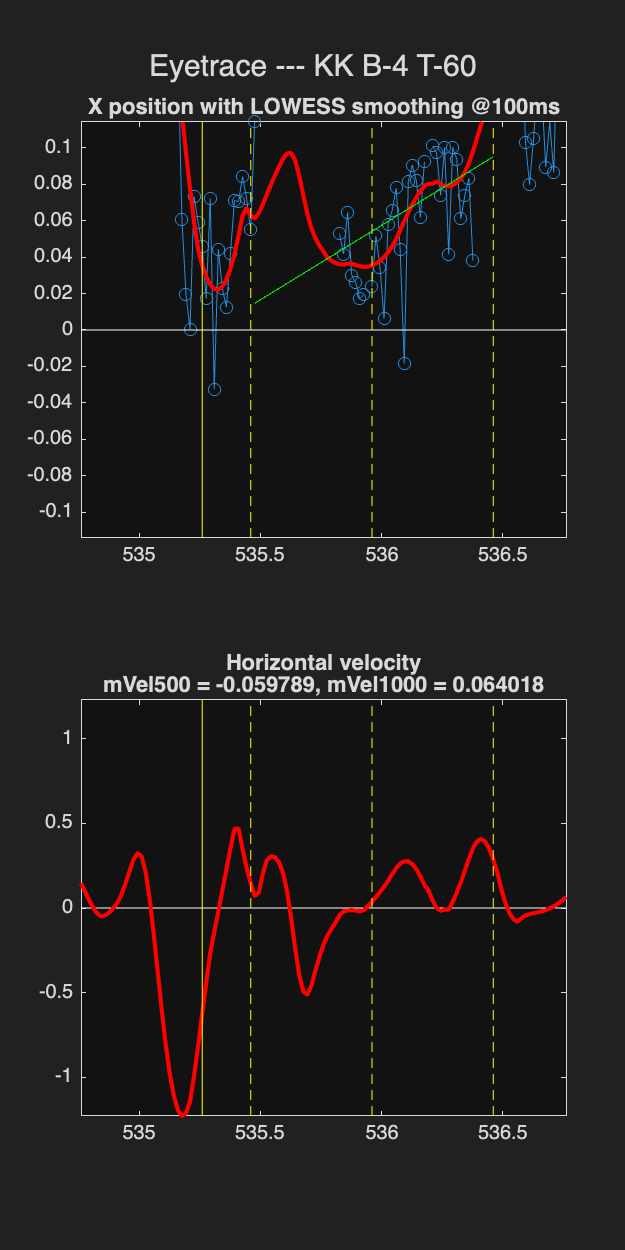 Eyetrace --- KK B-4 T-60
X position with LOWESS smoothing @100ms
0.1
0.08
0.06
0.04
0.02
0
-0.02
-0.04
-0.06
-0.08
-0.1
535 535.5 536 536.5
Horizontal velocity
mVel500 = -0.059789, mVel1000 = 0.064018
1
0.5
0
-0.5
-1
535 535.5 536 536.5